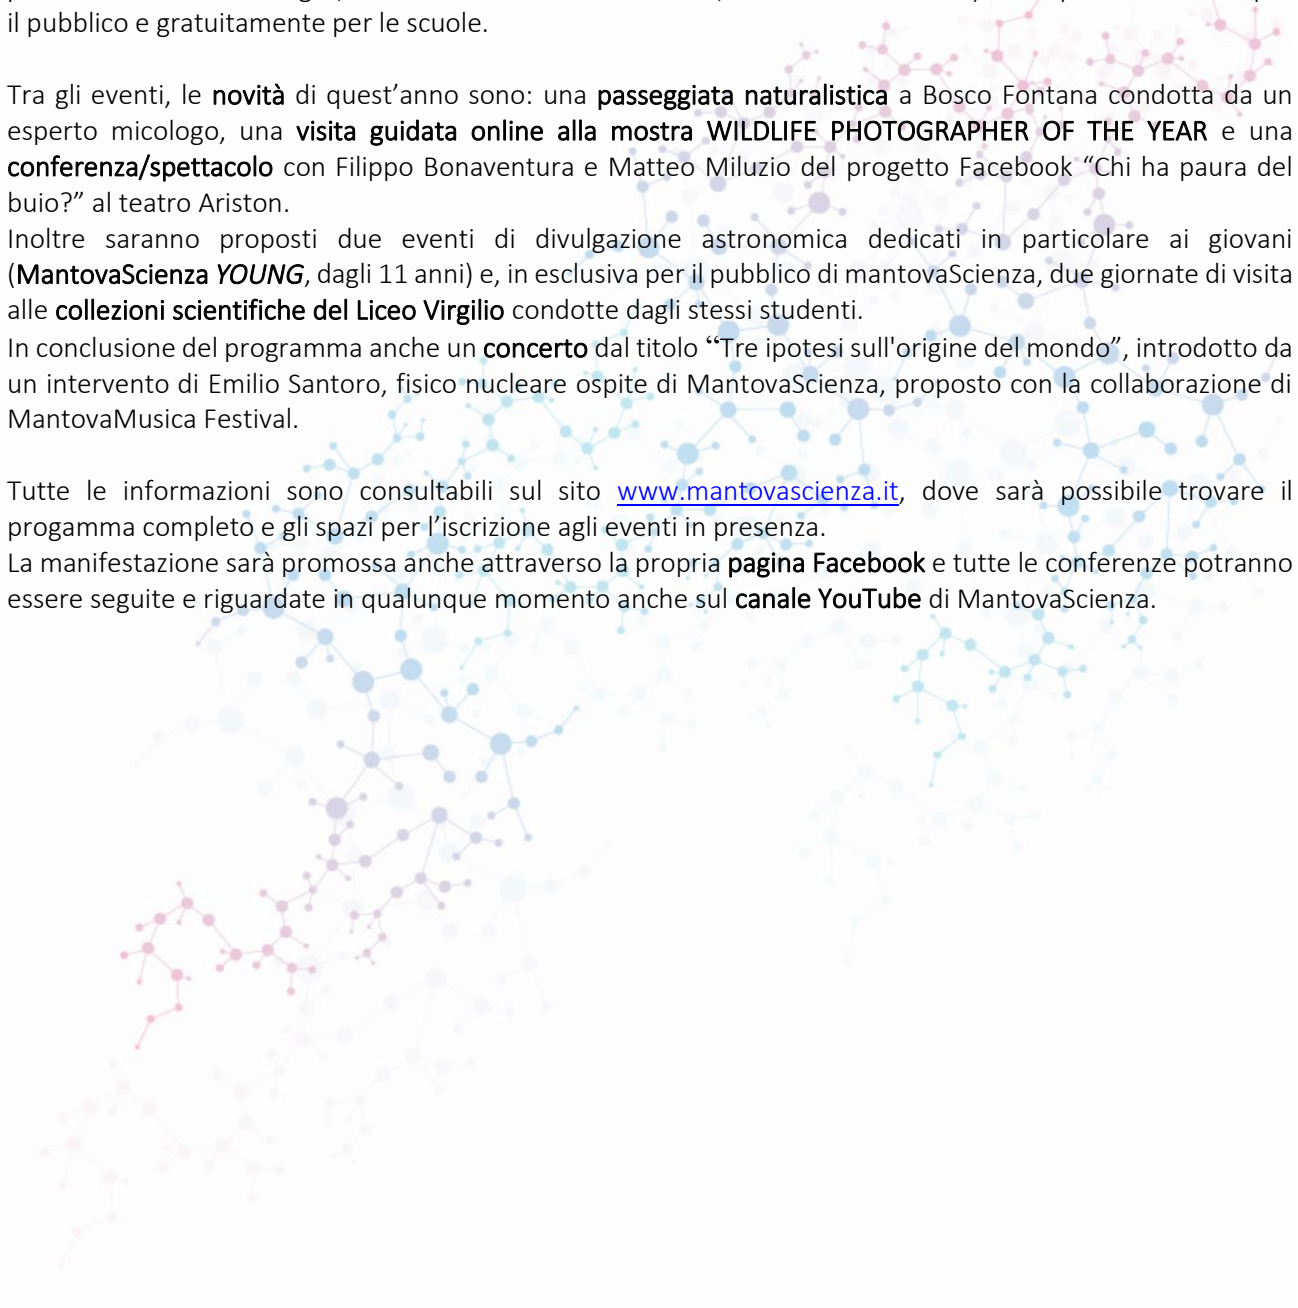 il pubblico e gratuitamente per le scuole.
Tra gli eventi, le novità di quest’anno sono: una passeggiata naturalistica a Bosco Fontana condotta da un
esperto micologo, una visita guidata online alla mostra WILDLIFE PHOTOGRAPHER OF THE YEAR e una
conferenza/spettacolo con Filippo Bonaventura e Matteo Miluzio del progetto Facebook “Chi ha paura del
buio?” al teatro Ariston.
Inoltre saranno proposti due eventi di divulgazione astronomica dedicati in particolare ai giovani
(MantovaScienza YOUNG, dagli 11 anni) e, in esclusiva per il pubblico di mantovaScienza, due giornate di visita
alle collezioni scientifiche del Liceo Virgilio condotte dagli stessi studenti.
In conclusione del programma anche un concerto dal titolo “Tre ipotesi sull'origine del mondo”, introdotto da
un intervento di Emilio Santoro, fisico nucleare ospite di MantovaScienza, proposto con la collaborazione di
MantovaMusica Festival.
Tutte le informazioni sono consultabili sul sito www.mantovascienza.it, dove sarà possibile trovare il
progamma completo e gli spazi per l’iscrizione agli eventi in presenza.
La manifestazione sarà promossa anche attraverso la propria pagina Facebook e tutte le conferenze potranno
essere seguite e riguardate in qualunque momento anche sul canale YouTube di MantovaScienza.